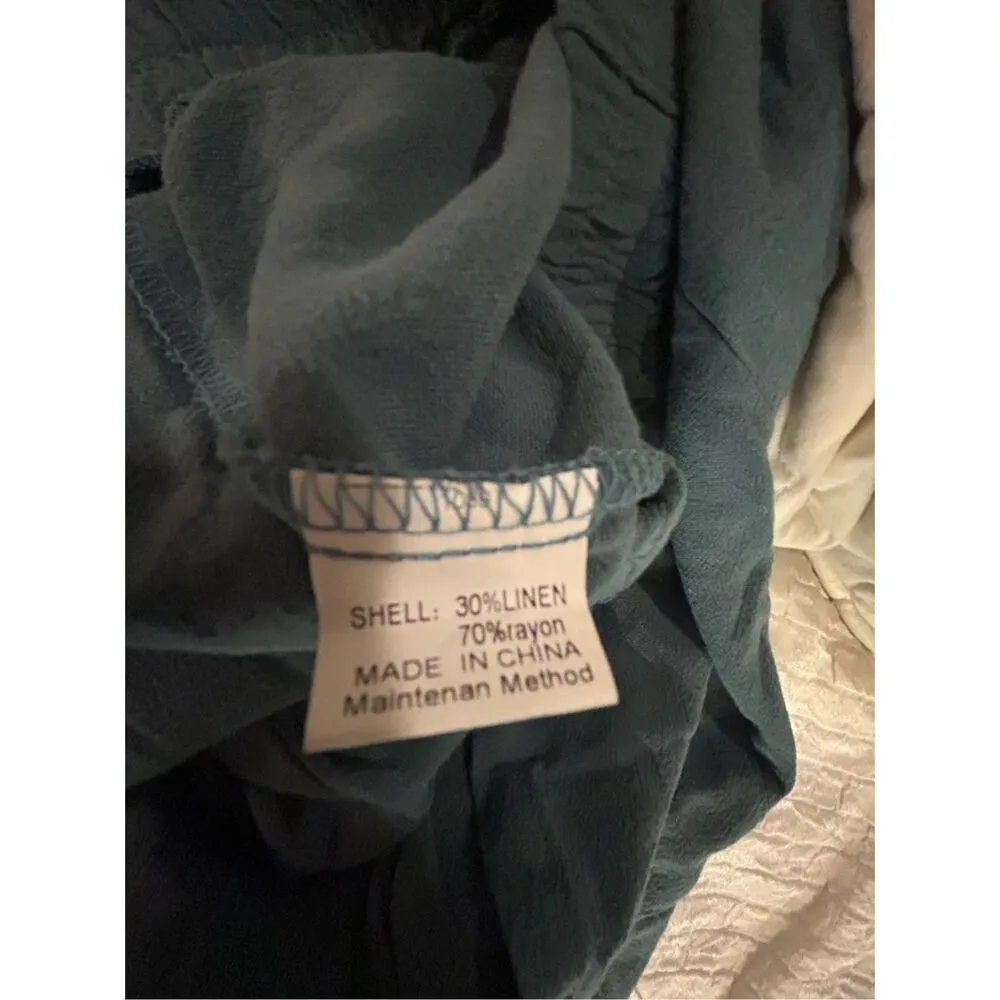 SHELL: 30%LINEN
70%rayon
MADE IN CHINA
Maintenan Method